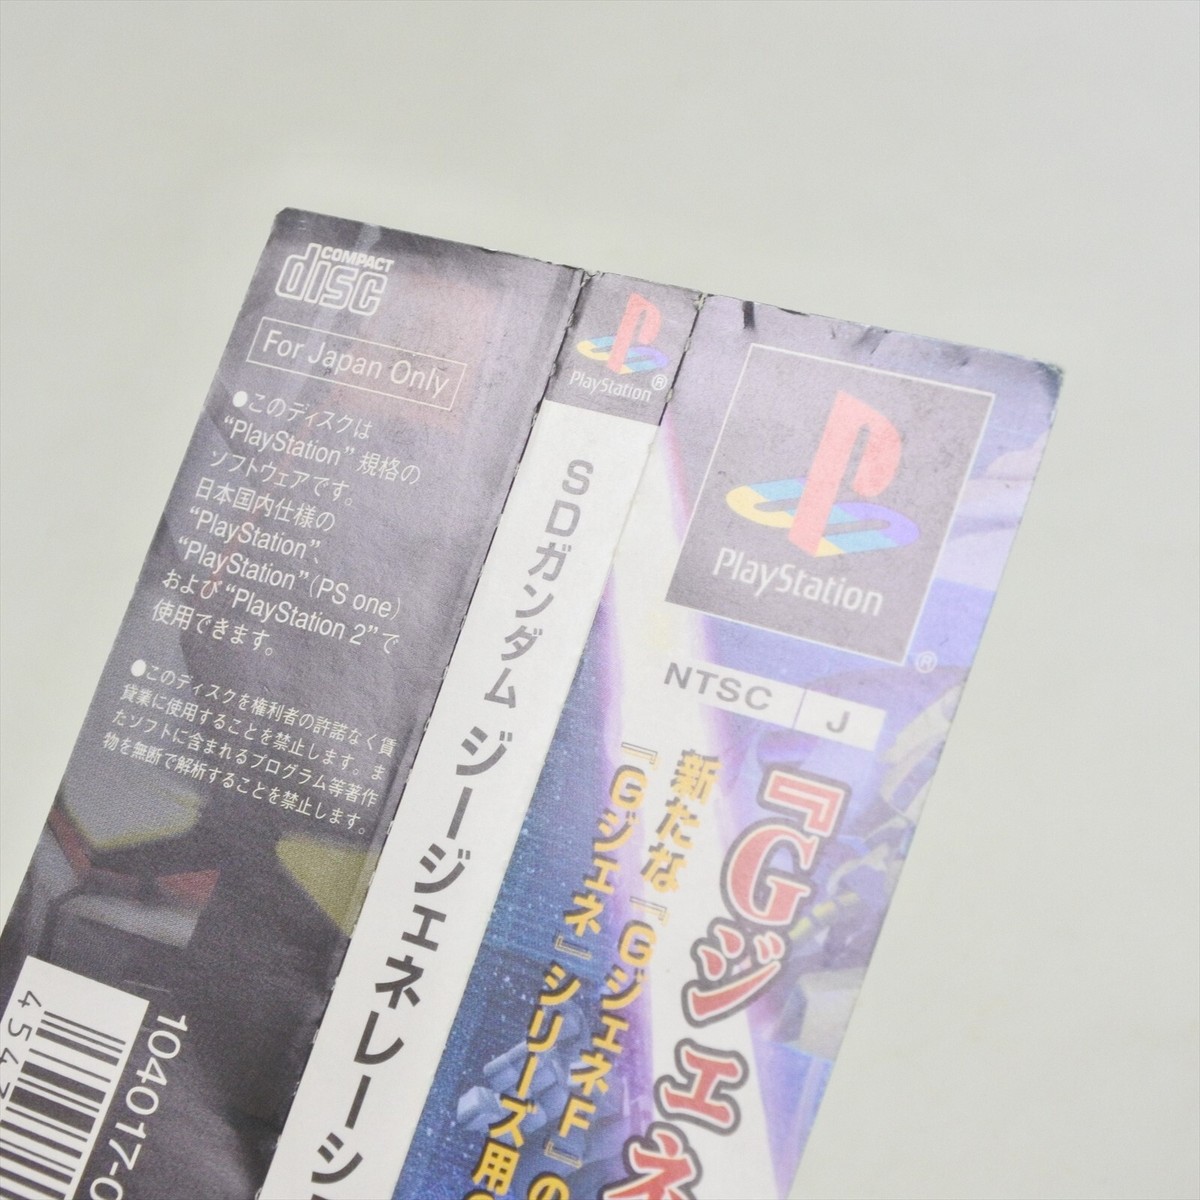 COMPACT
disc
For Japan Only
●このディスクは
“PlayStation” 規格の
ソフトウェアです。
日本国内仕様の
“PlayStation”、
“PlayStation”（PS one）
および“PlayStation 2”で
使用できます。
●このディスクを権利者の許諾なく賃
貸業に使用することを禁止します。ま
たソフトに含まれるプログラム等著作
物を無断で解析することを禁止します。
4547
104017-0
PlayStation®
SDガンダム ジージェネレーシ
PlayStation
®
NTSC J
『Gジェネ
新たな『GジェネF』の
『Gジェネ』シリーズ用